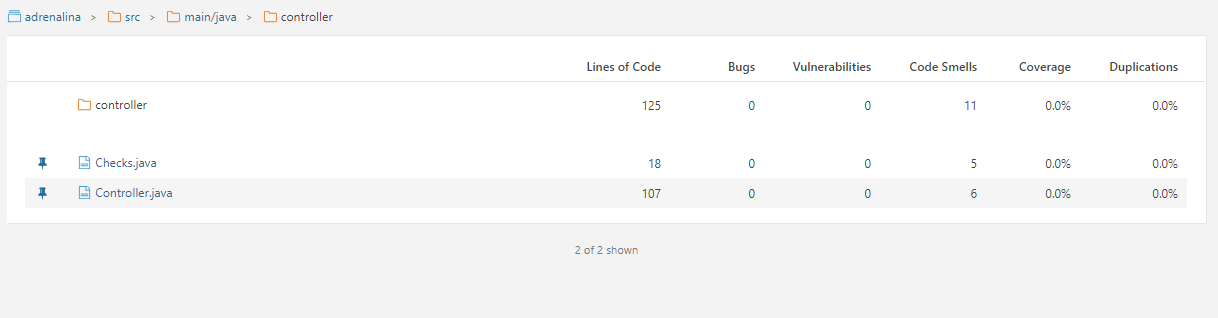 adrenalina > src > main/java > controller
Lines of Code Bugs Vulnerabilities Code Smells Coverage Duplications
controller 125 0 0 11 0.0% 0.0%
Checks.java 18 0 0 5 0.0% 0.0%
Controller.java 107 0 0 6 0.0% 0.0%
2 of 2 shown